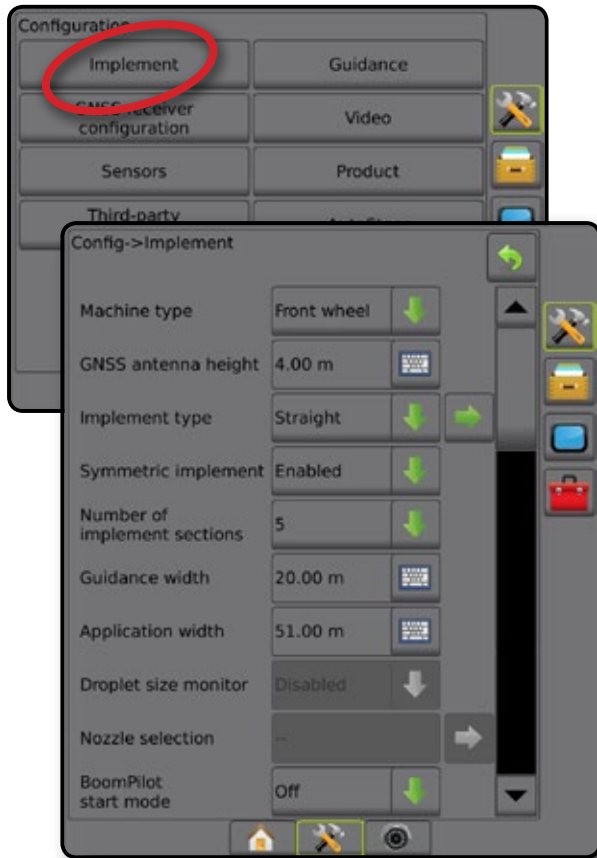 Configuration
Implement
Guidance
GNSS receiver
configuration
Video
Sensors
Product
Third-party
Config->Implement
Machine type
Front wheel
GNSS antenna height
4.00 m
Implement type
Straight
Symmetric implement
Enabled
Number of
implement sections
5
Guidance width
20.00 m
Application width
51.00 m
Droplet size monitor
Disabled
Nozzle selection
--
BoomPilot
start mode
Off